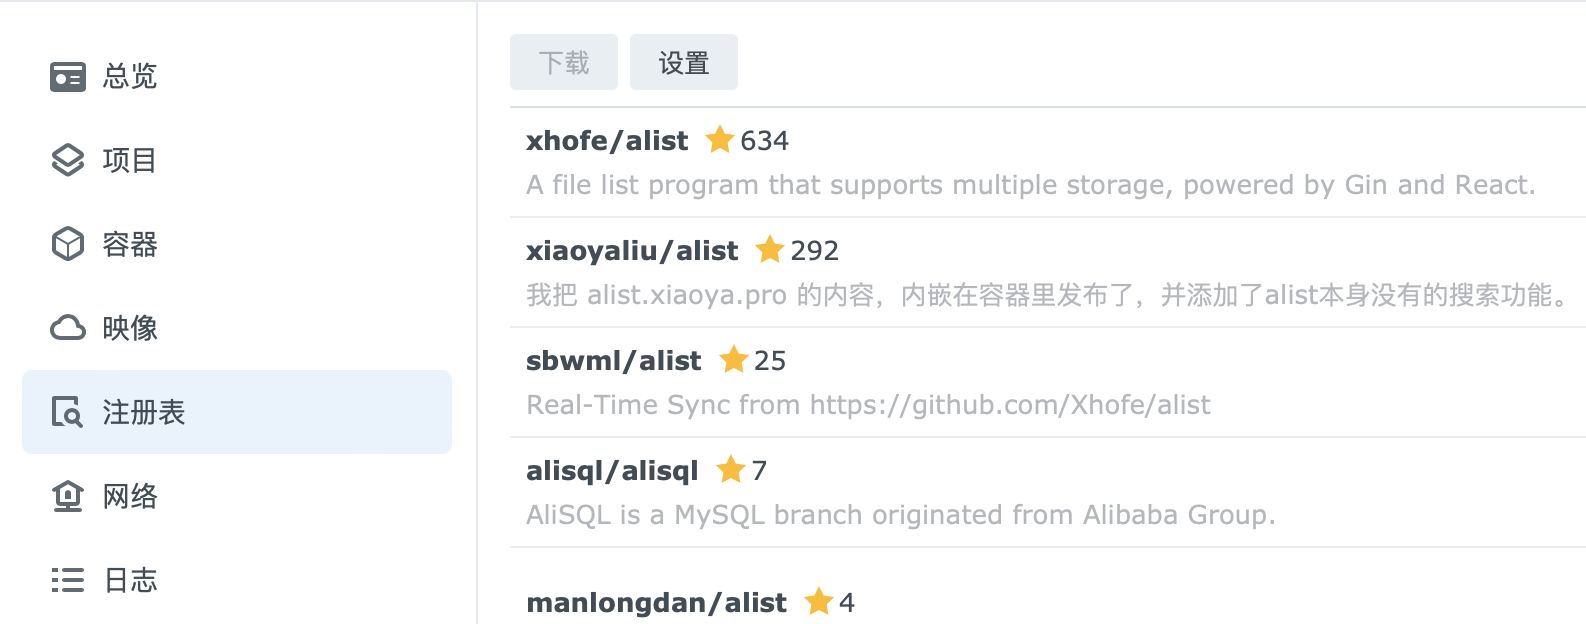 总览
项目
容器
映像
注册表
网络
日志
下载
设置
xhofe/alist 634
A file list program that supports multiple storage, powered by Gin and React.
xiaoyaliu/alist 292
我把 alist.xiaoya.pro 的内容，内嵌在容器里发布了，并添加了alist本身没有的搜索功能。
sbwml/alist 25
Real-Time Sync from https://github.com/Xhofe/alist
alisql/alisql 7
AliSQL is a MySQL branch originated from Alibaba Group.
manlongdan/alist 4